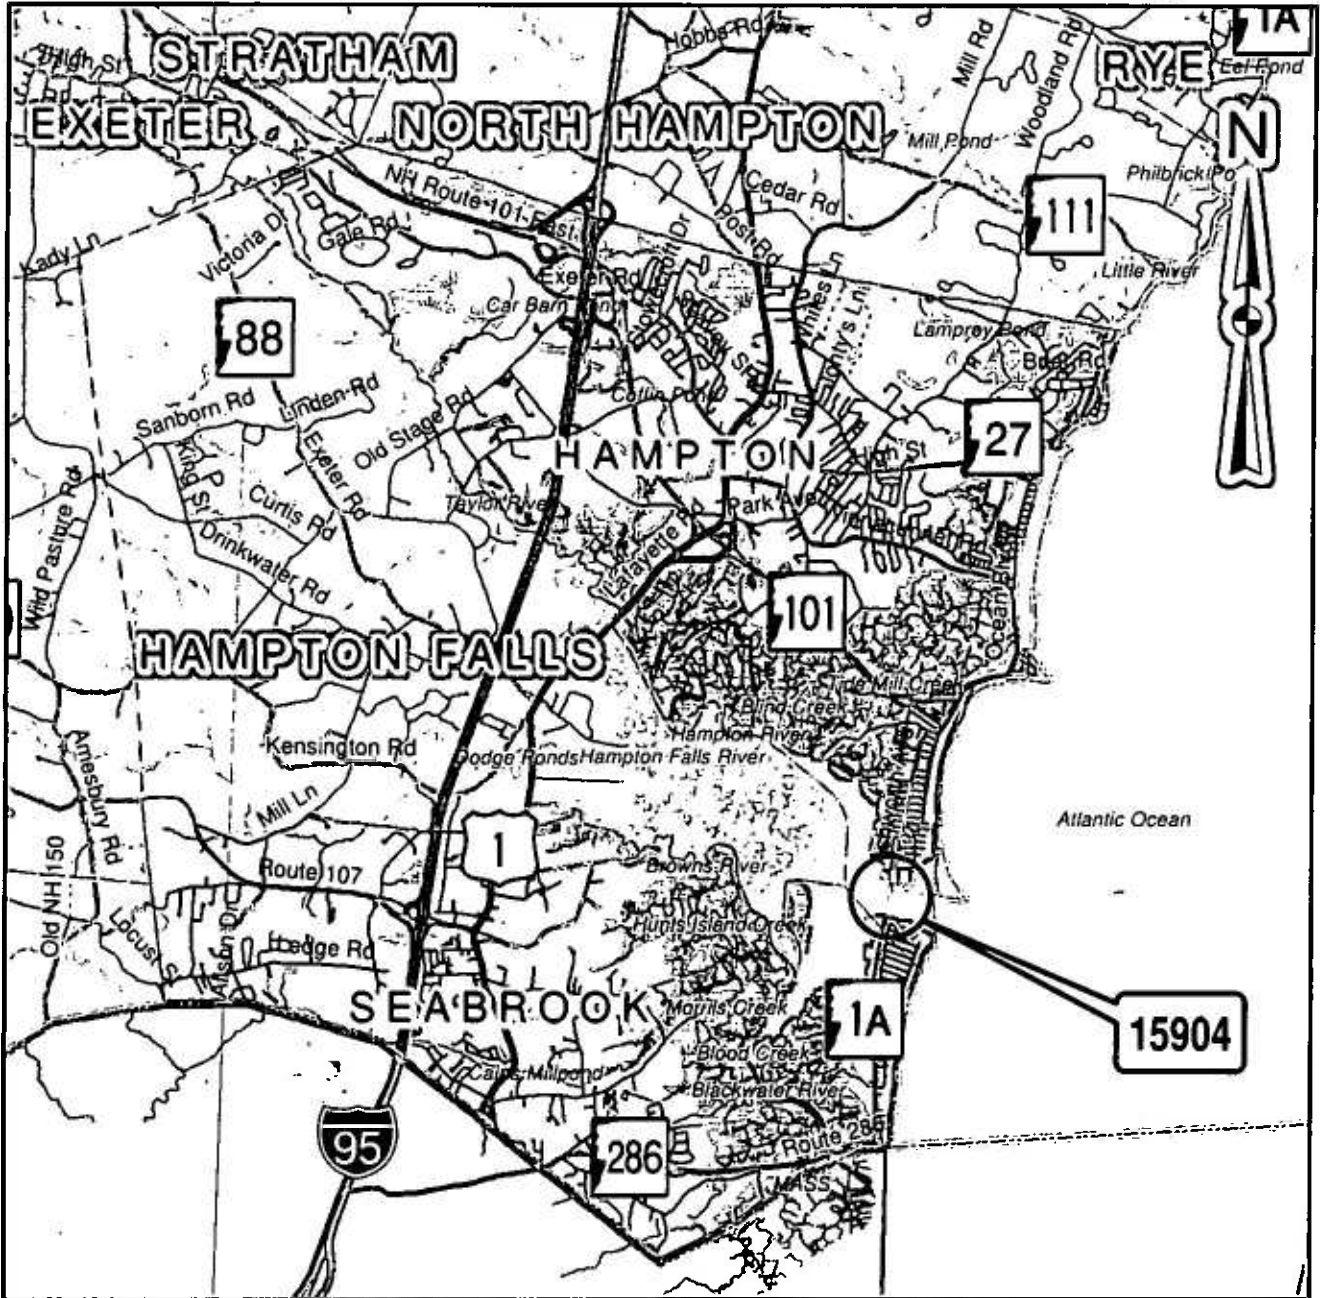 1A
Hobbs Rd
Mill Rd
Woodland Rd
RYE
Eel Pond
High St
STRATHAM
EXETER
NORTH HAMPTON
N
Mill Pond
Philbrick Po
NH Route 101 East
Cedar Rd
111
Post Rd
Kady Ln
Victoria Dr
Gale Rd
Little River
Exeter Rd
Car Barn Pond
88
Lamprey Pond
Sanborn Rd
Linden Rd
Old Stage Rd
Coffin Pond
27
HAMPTON
High St
Exeter Rd
King St
Curtis Rd
Taylor River
Park Ave
Drinkwater Rd
Lafayette Rd
Wild Pasture Rd
101
Ocean Blvd
HAMPTON FALLS
Tide Mill Creek
Blind Creek
Hampton River
Kensington Rd
Dodge Ponds
Hampton Falls River
Amesbury Rd
Mill Ln
Atlantic Ocean
1
Browns River
Route 107
Old NH 150
Locust S
Ledge Rd
Hunts Island Creek
SEABROOK
Morrils Creek
1A
15904
Blood Creek
Cains Millpond
Blackwater River
95
286
Route 286
MASS